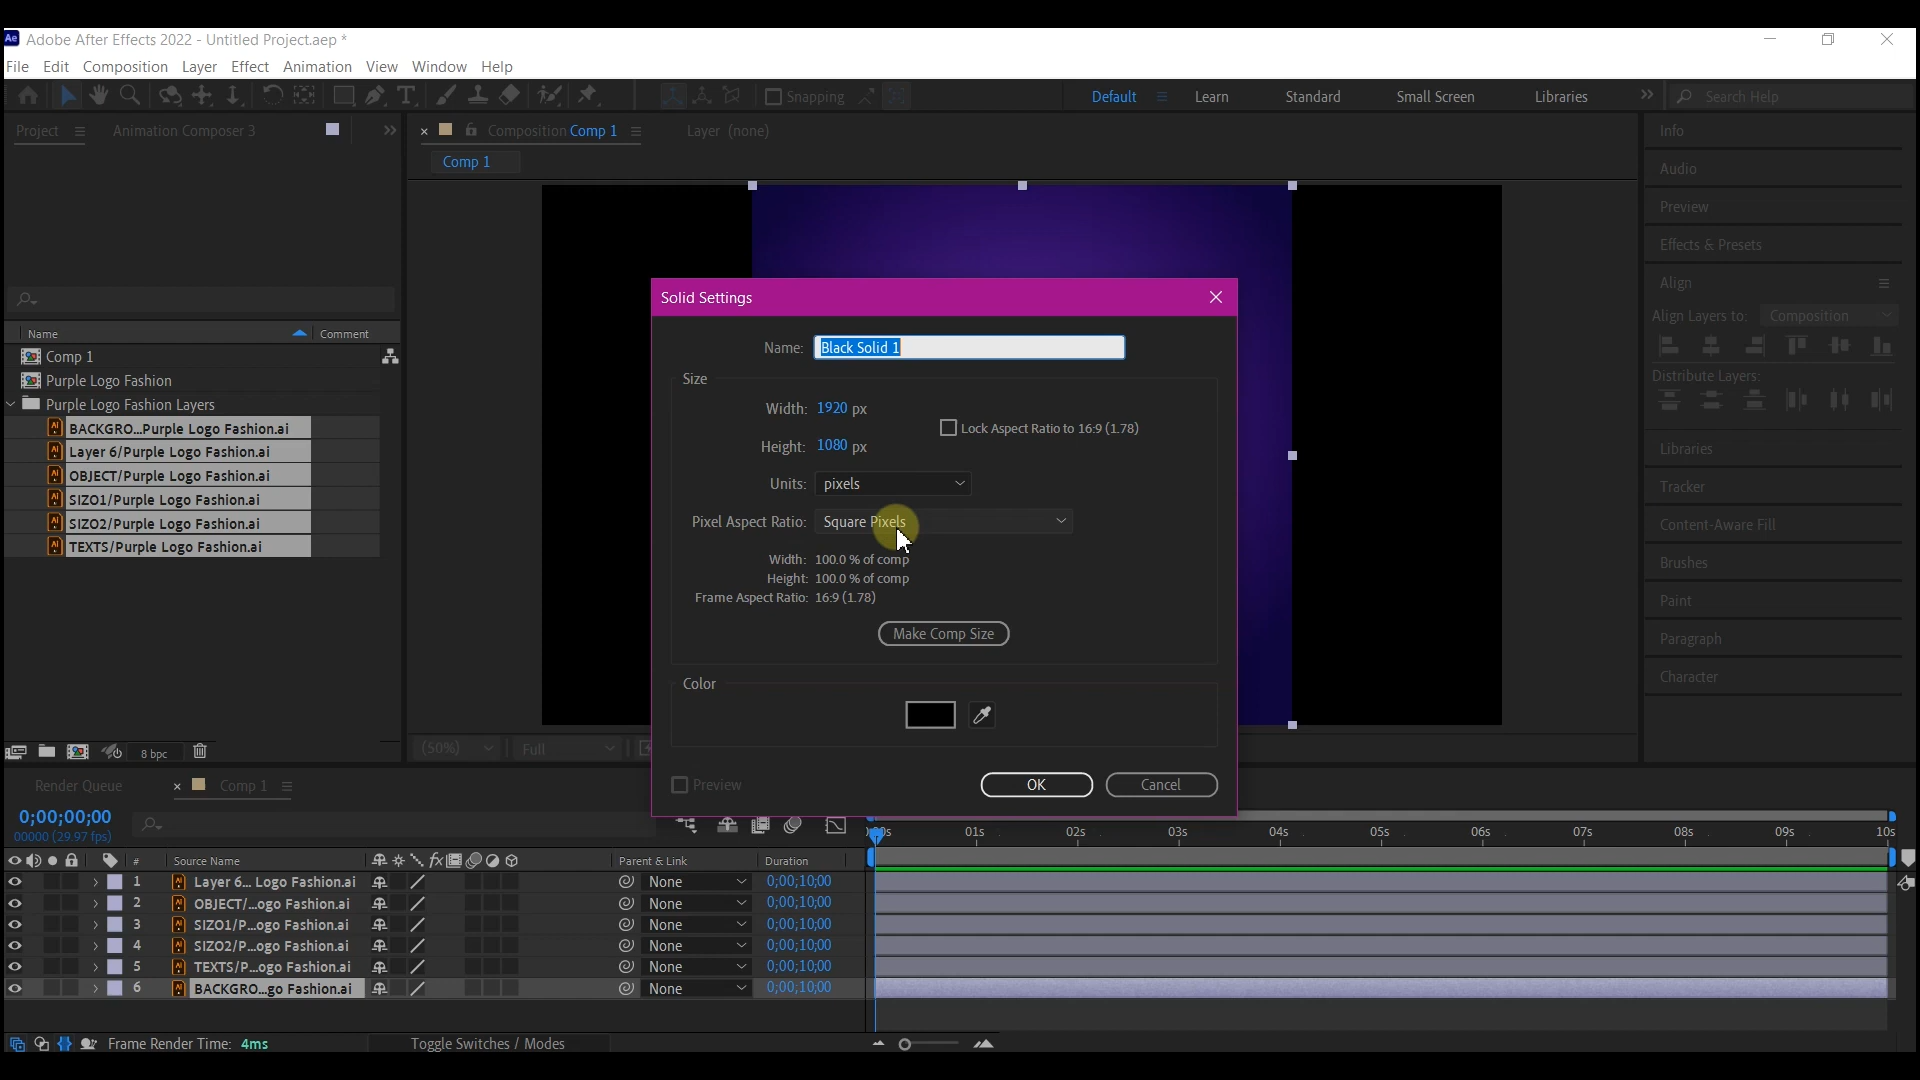 Ae Adobe After Effects 2022 - Untitled Project.aep *
File Edit Composition Layer Effect Animation View Window Help
Snapping
Default Learn Standard Small Screen Libraries Search Help
Project Animation Composer 3
Composition Comp 1 Layer (none)
Comp 1
Info
Audio
Preview
Effects & Presets
Align
Align Layers to: Composition
Distribute Layers:
Libraries
Tracker
Content-Aware Fill
Brushes
Paint
Paragraph
Character
Name Comment
Comp 1
Purple Logo Fashion
Purple Logo Fashion Layers
BACKGRO...Purple Logo Fashion.ai
Layer 6/Purple Logo Fashion.ai
OBJECT/Purple Logo Fashion.ai
SIZO1/Purple Logo Fashion.ai
SIZO2/Purple Logo Fashion.ai
TEXTS/Purple Logo Fashion.ai
8 bpc
Solid Settings
Name: Black Solid 1
Size
Width: 1920 px
Lock Aspect Ratio to 16:9 (1.78)
Height: 1080 px
Units: pixels
Pixel Aspect Ratio: Square Pixels
Width: 100.0 % of comp
Height: 100.0 % of comp
Frame Aspect Ratio: 16:9 (1.78)
Make Comp Size
Color
Preview OK Cancel
(50%) Full
Render Queue Comp 1
0;00;00;00
00000 (29.97 fps)
01s 02s 03s 04s 05s 06s 07s 08s 09s 10s
# Source Name Parent & Link Duration
1 Layer 6... Logo Fashion.ai None 0;00;10;00
2 OBJECT/...ogo Fashion.ai None 0;00;10;00
3 SIZO1/P...ogo Fashion.ai None 0;00;10;00
4 SIZO2/P...ogo Fashion.ai None 0;00;10;00
5 TEXTS/P...ogo Fashion.ai None 0;00;10;00
6 BACKGRO...go Fashion.ai None 0;00;10;00
Frame Render Time: 4ms Toggle Switches / Modes